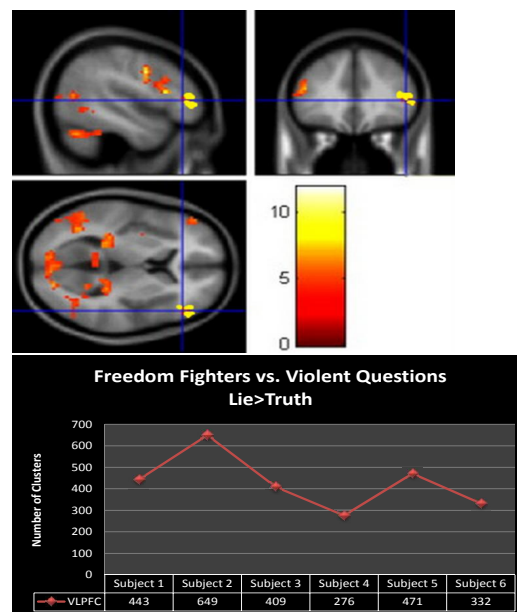 10
5
0
Freedom Fighters vs. Violent Questions
Lie>Truth
Number of Clusters
700
600
500
400
300
200
100
0
Subject 1 Subject 2 Subject 3 Subject 4 Subject 5 Subject 6
VLPFC 443 649 409 276 471 332